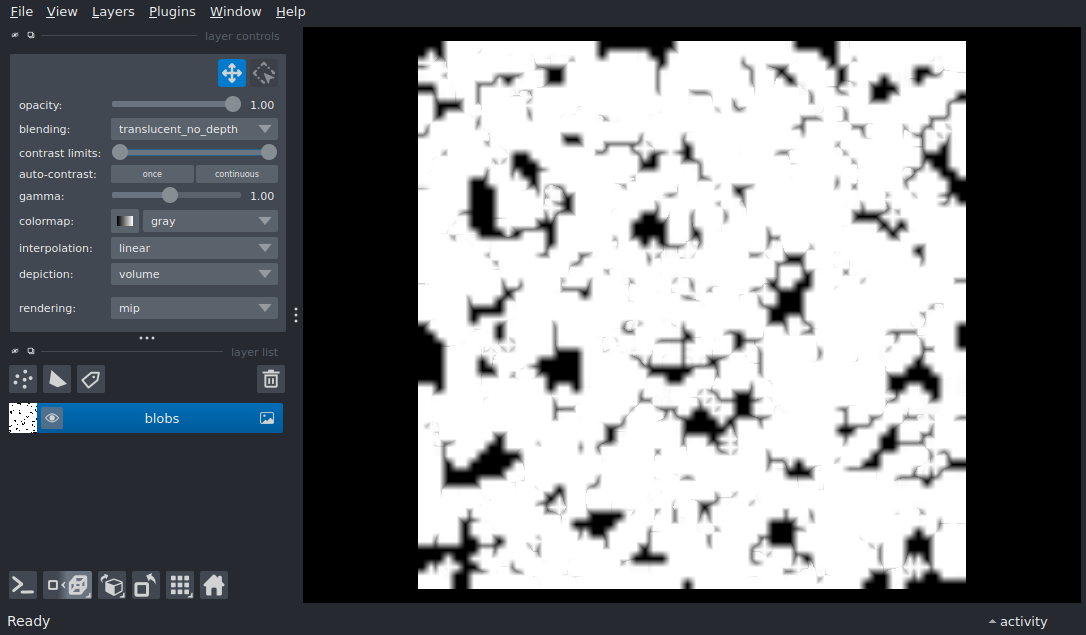 File View Layers Plugins Window Help
layer controls
opacity: 1.00
blending: translucent_no_depth
contrast limits:
auto-contrast: once continuous
gamma: 1.00
colormap: gray
interpolation: linear
depiction: volume
rendering: mip
layer list
blobs
Ready activity